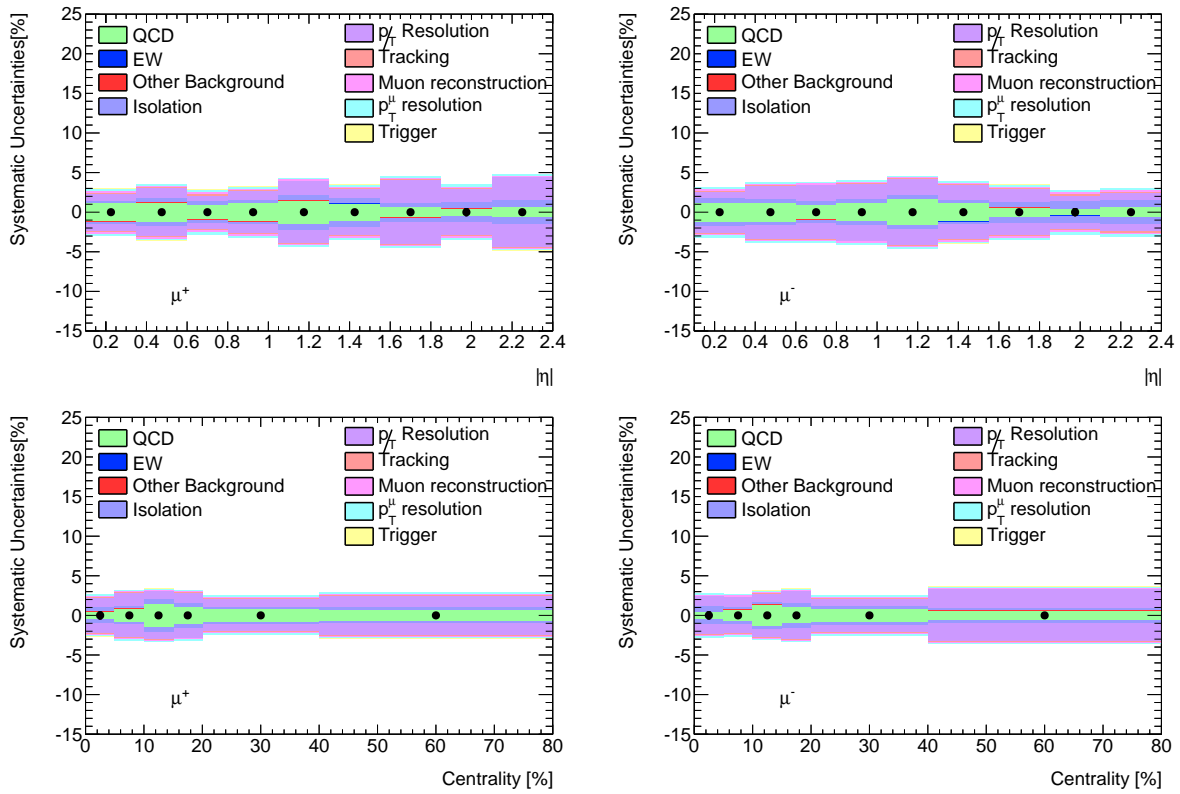 Systematic Uncertainties[%]
25
20
15
10
5
0
-5
-10
-15
QCD
EW
Other Background
Isolation
p̸_T Resolution
Tracking
Muon reconstruction
p_T^μ resolution
Trigger
μ⁺
0.2 0.4 0.6 0.8 1 1.2 1.4 1.6 1.8 2 2.2 2.4
|η|
Systematic Uncertainties[%]
25
20
15
10
5
0
-5
-10
-15
QCD
EW
Other Background
Isolation
p̸_T Resolution
Tracking
Muon reconstruction
p_T^μ resolution
Trigger
μ⁻
0.2 0.4 0.6 0.8 1 1.2 1.4 1.6 1.8 2 2.2 2.4
|η|
Systematic Uncertainties[%]
25
20
15
10
5
0
-5
-10
-15
QCD
EW
Other Background
Isolation
p̸_T Resolution
Tracking
Muon reconstruction
p_T^μ resolution
Trigger
μ⁺
0 10 20 30 40 50 60 70 80
Centrality [%]
Systematic Uncertainties[%]
25
20
15
10
5
0
-5
-10
-15
QCD
EW
Other Background
Isolation
p̸_T Resolution
Tracking
Muon reconstruction
p_T^μ resolution
Trigger
μ⁻
0 10 20 30 40 50 60 70 80
Centrality [%]